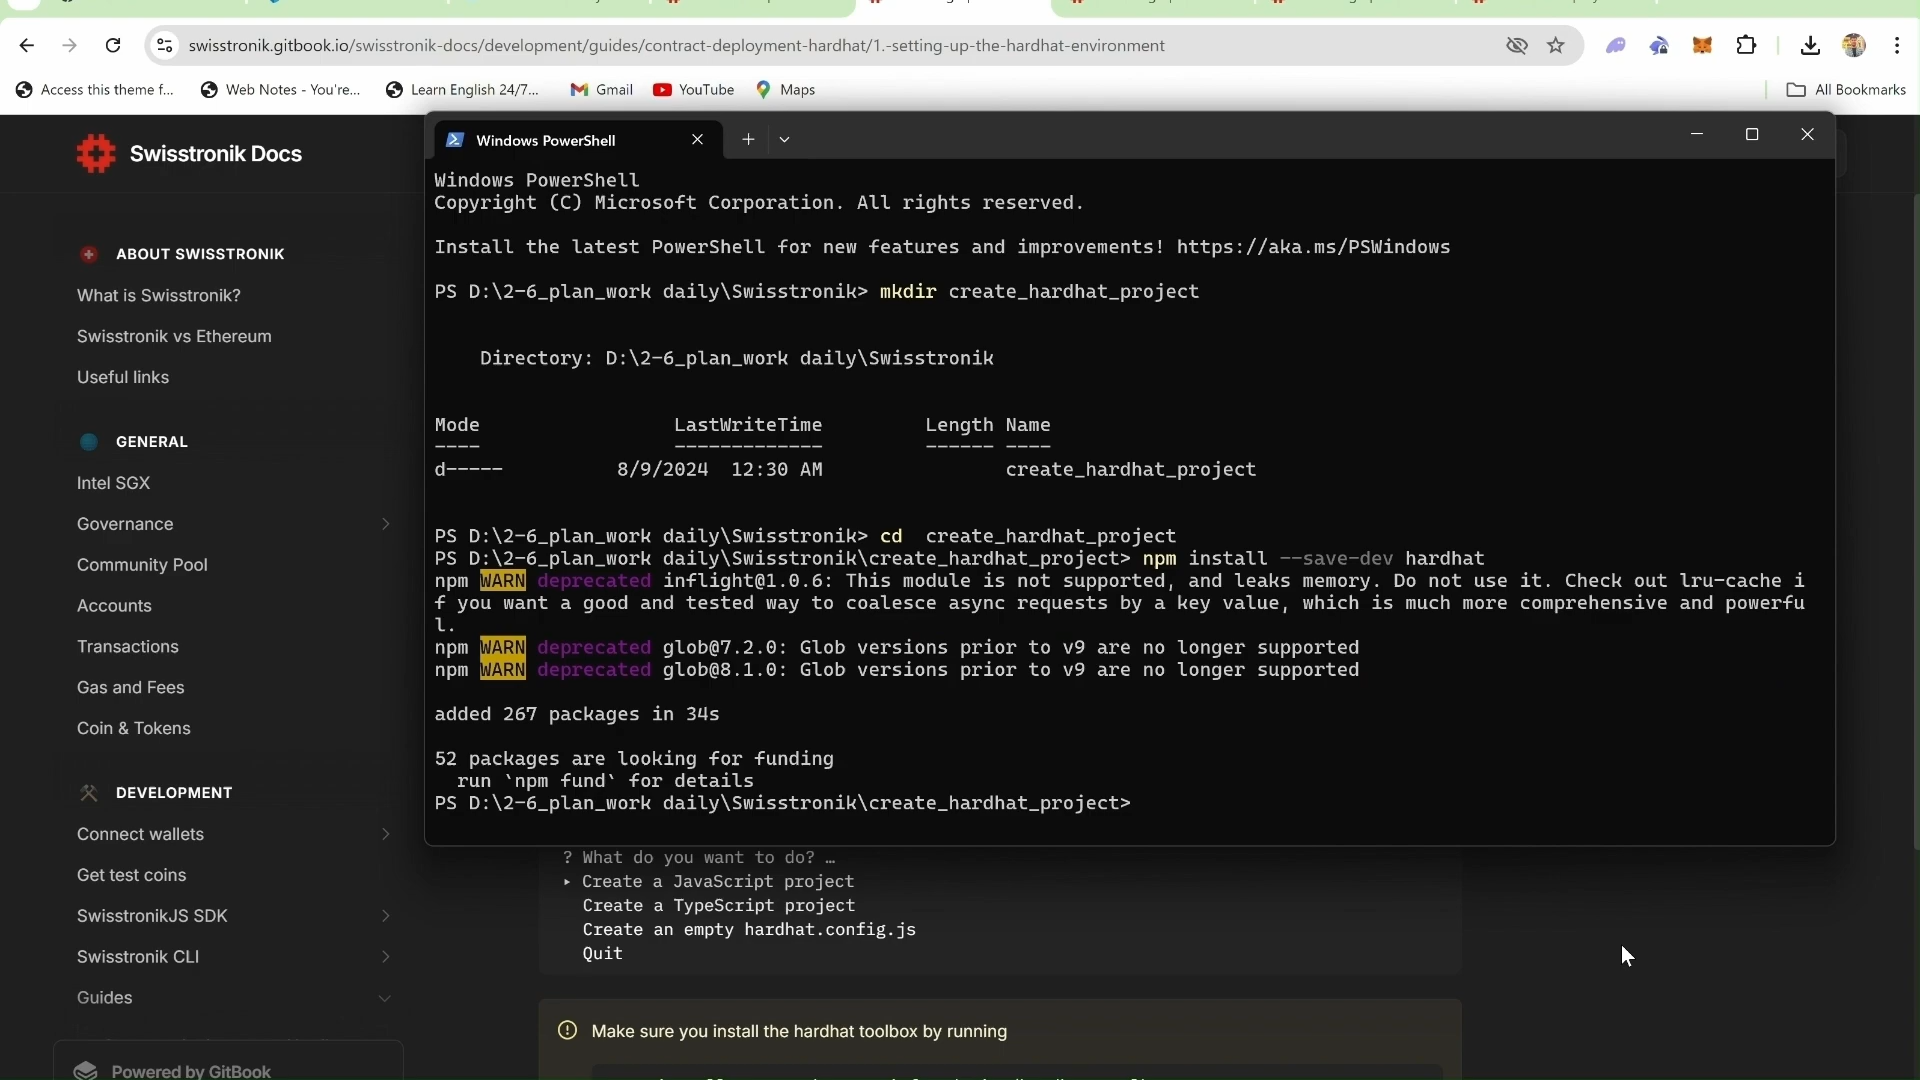 swisstronik.gitbook.io/swisstronik-docs/development/guides/contract-deployment-hardhat/1.-setting-up-the-hardhat-environment
Access this theme f... Web Notes - You're... Learn English 24/7... Gmail YouTube Maps All Bookmarks
Swisstronik Docs
ABOUT SWISSTRONIK
What is Swisstronik?
Swisstronik vs Ethereum
Useful links
GENERAL
Intel SGX
Governance
Community Pool
Accounts
Transactions
Gas and Fees
Coin & Tokens
DEVELOPMENT
Connect wallets
Get test coins
SwisstronikJS SDK
Swisstronik CLI
Guides
Powered by GitBook
Windows PowerShell
Windows PowerShell
Copyright (C) Microsoft Corporation. All rights reserved.
Install the latest PowerShell for new features and improvements! https://aka.ms/PSWindows
PS D:\2-6_plan_work daily\Swisstronik> mkdir create_hardhat_project
Directory: D:\2-6_plan_work daily\Swisstronik
Mode LastWriteTime Length Name
---- ------------- ------ ----
d----- 8/9/2024 12:30 AM create_hardhat_project
PS D:\2-6_plan_work daily\Swisstronik> cd  create_hardhat_project
PS D:\2-6_plan_work daily\Swisstronik\create_hardhat_project> npm install --save-dev hardhat
npm WARN deprecated inflight@1.0.6: This module is not supported, and leaks memory. Do not use it. Check out lru-cache i
f you want a good and tested way to coalesce async requests by a key value, which is much more comprehensive and powerfu
l.
npm WARN deprecated glob@7.2.0: Glob versions prior to v9 are no longer supported
npm WARN deprecated glob@8.1.0: Glob versions prior to v9 are no longer supported
added 267 packages in 34s
52 packages are looking for funding
run `npm fund` for details
PS D:\2-6_plan_work daily\Swisstronik\create_hardhat_project>
? What do you want to do? …
▸ Create a JavaScript project
Create a TypeScript project
Create an empty hardhat.config.js
Quit
Make sure you install the hardhat toolbox by running